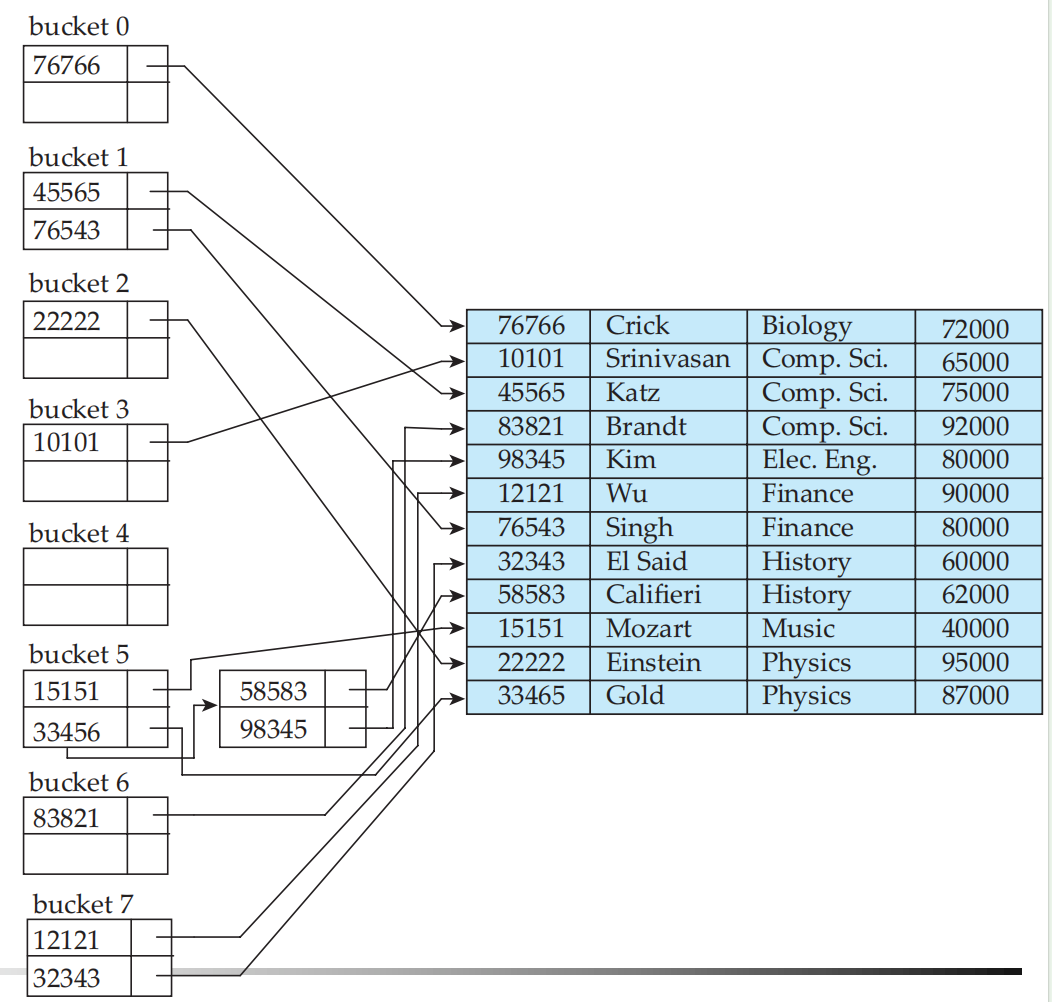 bucket 0
76766
bucket 1
45565
76543
bucket 2
22222
bucket 3
10101
bucket 4
bucket 5
15151
33456
58583
98345
bucket 6
83821
bucket 7
12121
32343
76766 Crick Biology 72000
10101 Srinivasan Comp. Sci. 65000
45565 Katz Comp. Sci. 75000
83821 Brandt Comp. Sci. 92000
98345 Kim Elec. Eng. 80000
12121 Wu Finance 90000
76543 Singh Finance 80000
32343 El Said History 60000
58583 Califieri History 62000
15151 Mozart Music 40000
22222 Einstein Physics 95000
33465 Gold Physics 87000